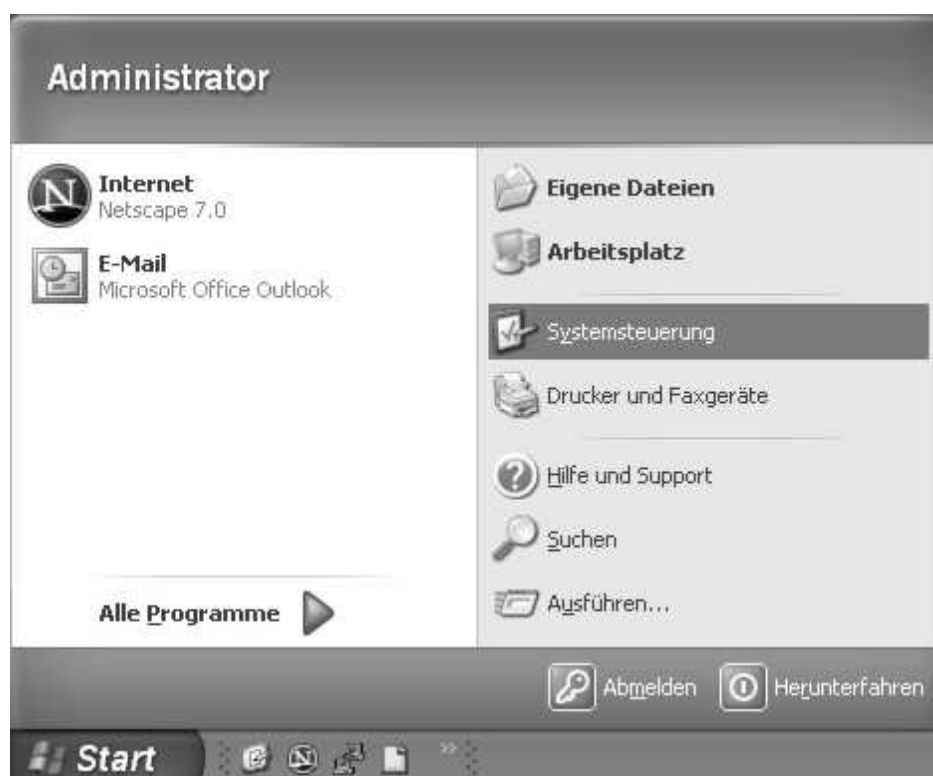 Administrator
Internet
Netscape 7.0
E-Mail
Microsoft Office Outlook
Alle Programme
Eigene Dateien
Arbeitsplatz
Systemsteuerung
Drucker und Faxgeräte
Hilfe und Support
Suchen
Ausführen...
Abmelden
Herunterfahren
Start